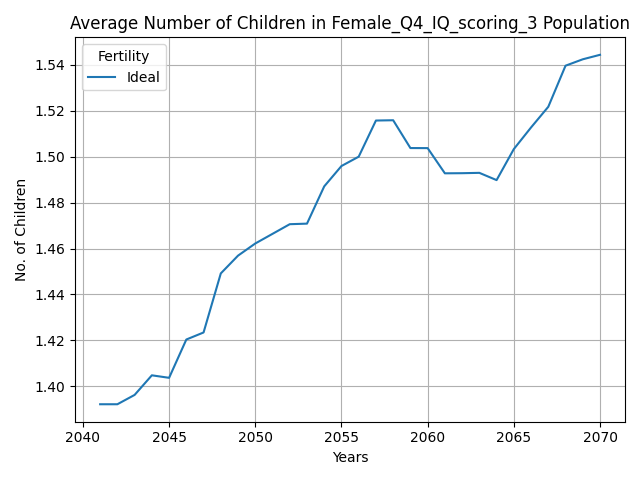 Average Number of Children in Female_Q4_IQ_scoring_3 Population
Fertility
Ideal
No. of Children
1.54
1.52
1.50
1.48
1.46
1.44
1.42
1.40
2040 2045 2050 2055 2060 2065 2070
Years